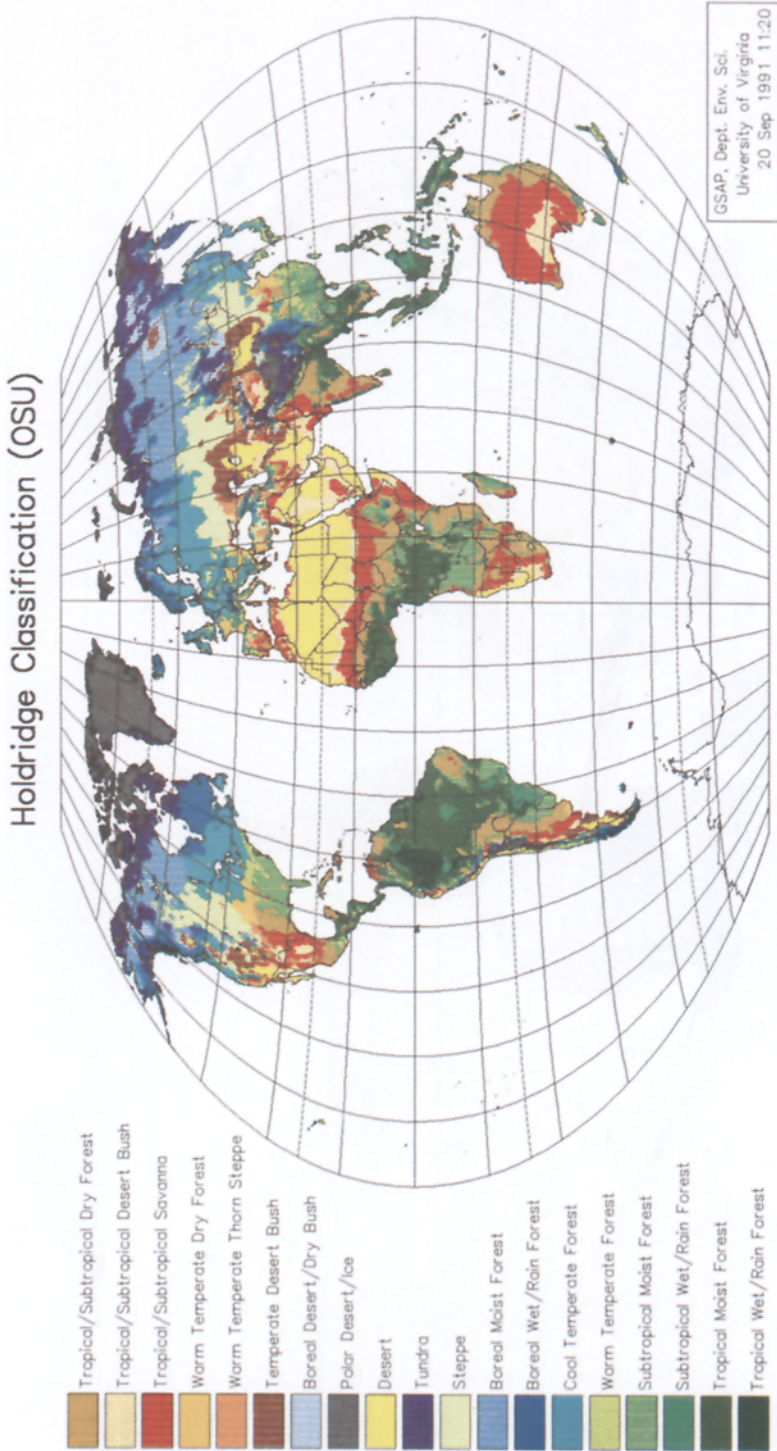 Holdridge Classification (OSU)
Tropical/Subtropical Dry Forest
Tropical/Subtropical Desert Bush
Tropical/Subtropical Savanna
Warm Temperate Dry Forest
Warm Temperate Thorn Steppe
Temperate Desert Bush
Boreal Desert/Dry Bush
Polar Desert/Ice
Desert
Tundra
Steppe
Boreal Moist Forest
Boreal Wet/Rain Forest
Cool Temperate Forest
Warm Temperate Forest
Subtropical Moist Forest
Subtropical Wet/Rain Forest
Tropical Moist Forest
Tropical Wet/Rain Forest
GSAP, Dept. Env. Sci.
University of Virginia
20 Sep 1991 11:20